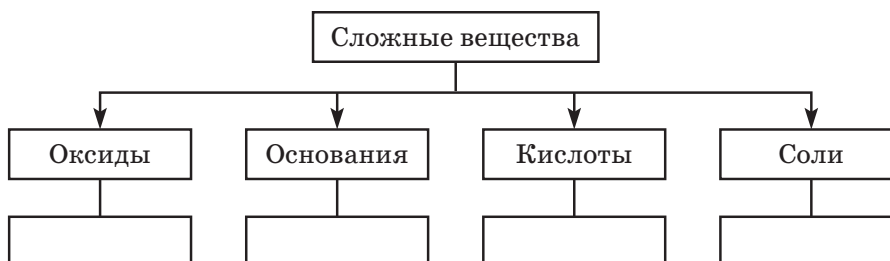 Сложные вещества
Оксиды
Основания
Кислоты
Соли